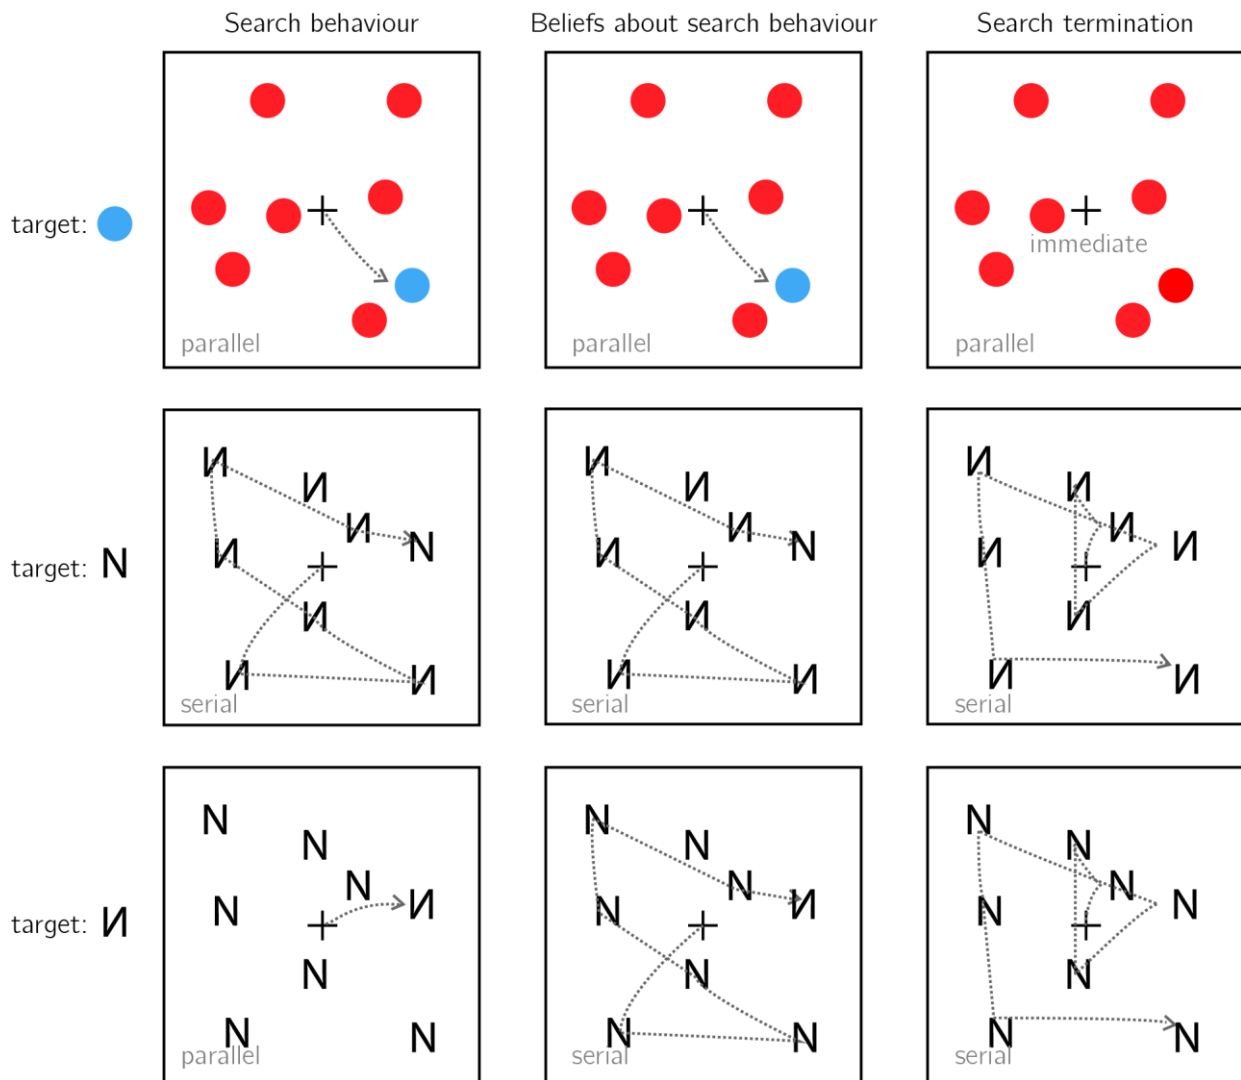 Search behaviour
Beliefs about search behaviour
Search termination
target:
parallel
parallel
immediate
parallel
target: N
И
И
И
N
И
И
И
И
serial
И
И
И
N
И
И
И
И
serial
И
И
И
И
И
И
И
И
serial
target: И
N
N
N
И
N
N
N
N
parallel
N
N
N
И
N
N
N
N
serial
N
N
N
N
N
N
N
N
serial